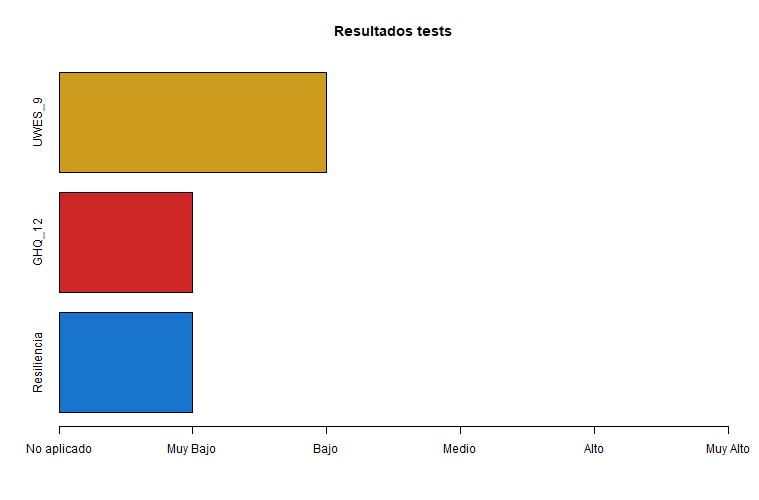 Resultados tests
UWES_9
GHQ_12
Resiliencia
No aplicado
Muy Bajo
Bajo
Medio
Alto
Muy Alto